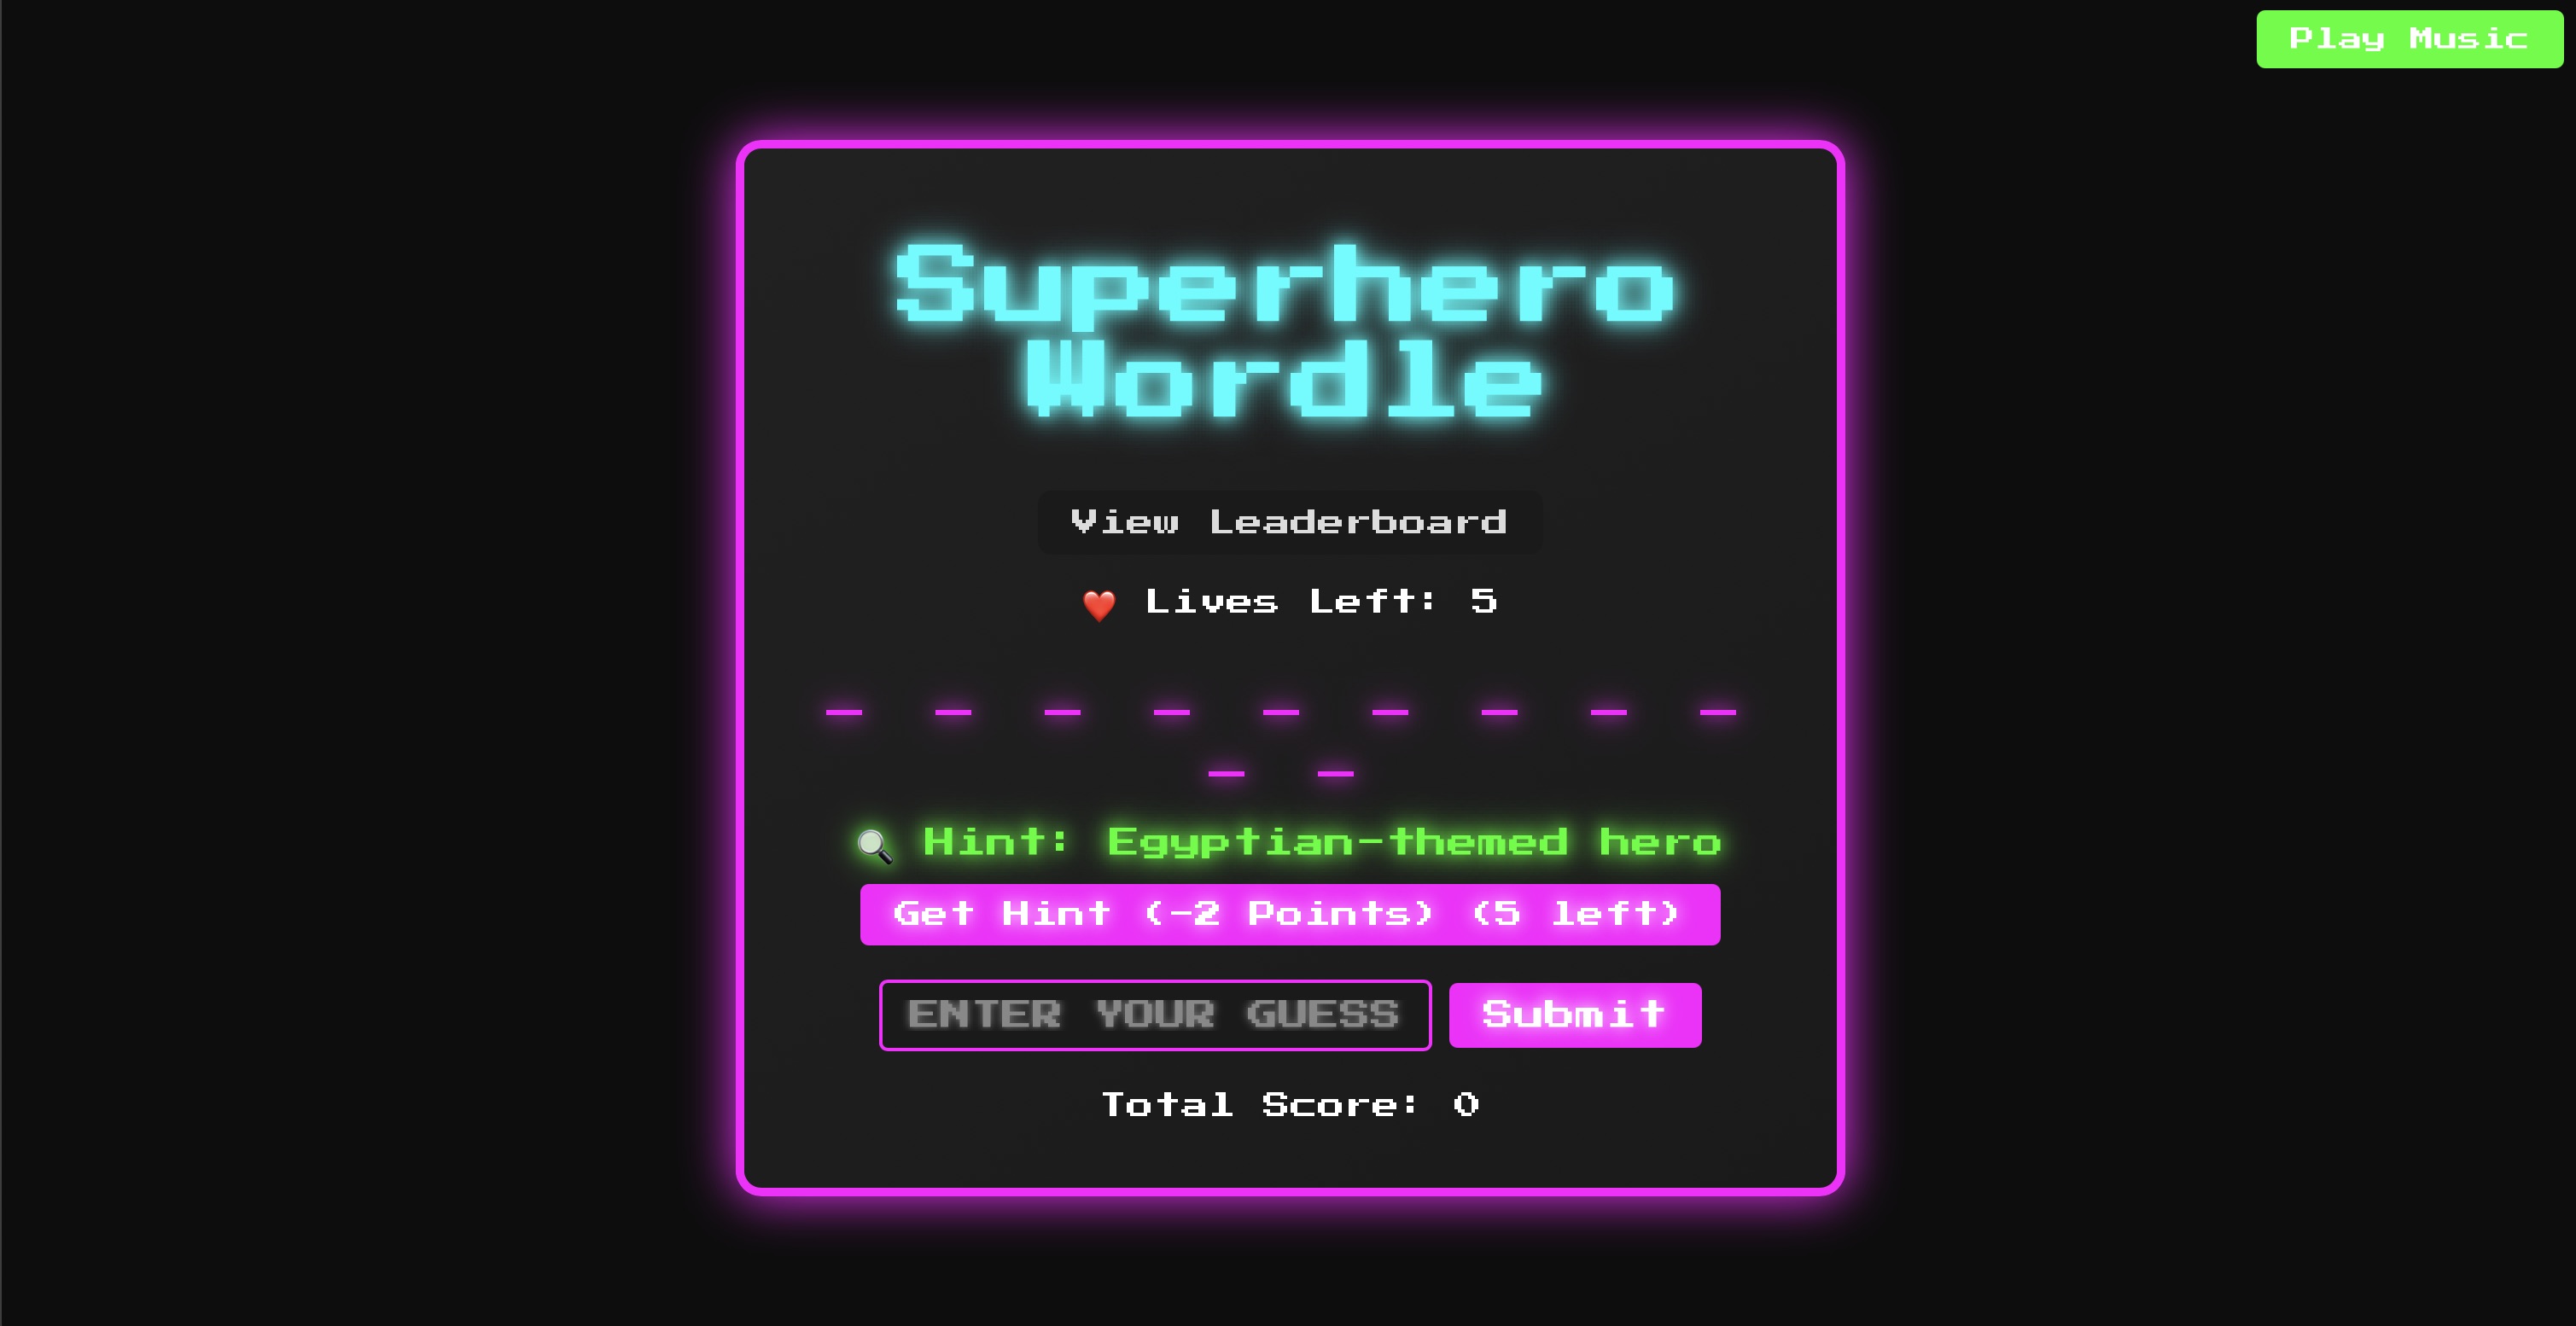 Play Music
Superhero
Wordle
View Leaderboard
❤️ Lives Left: 5
_ _ _ _ _ _ _ _ _
_ _
🔍 Hint: Egyptian-themed hero
Get Hint (-2 Points) (5 left)
ENTER YOUR GUESS
Submit
Total Score: 0